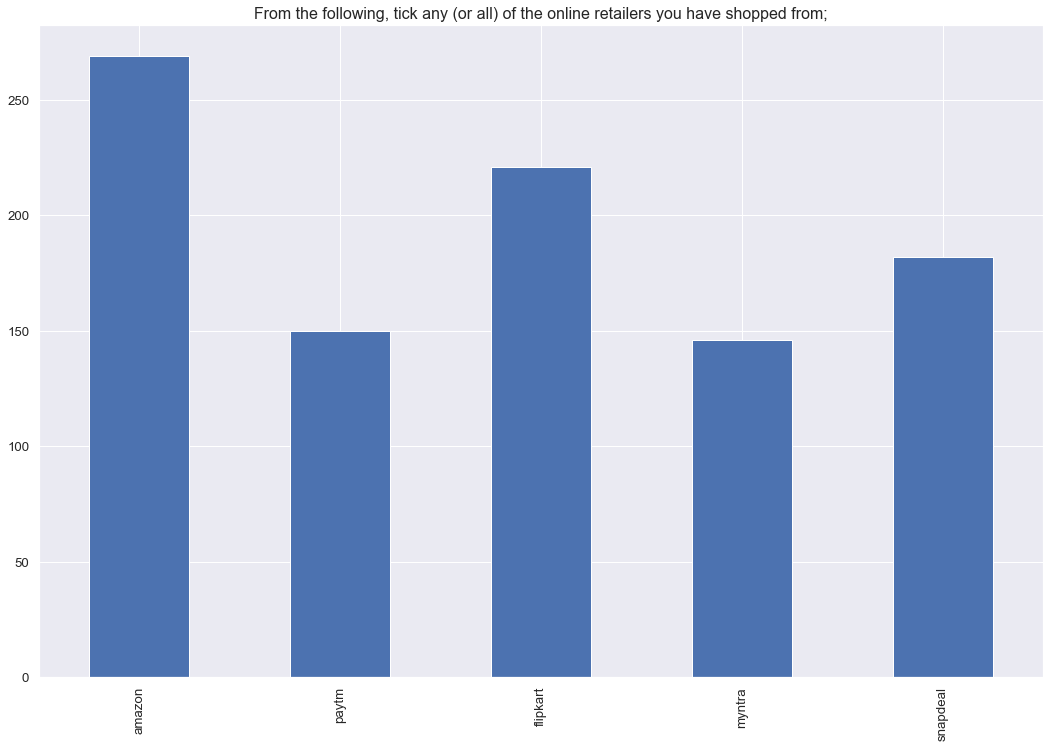 From the following, tick any (or all) of the online retailers you have shopped from;
250
200
150
100
50
0
amazon
paytm
flipkart
myntra
snapdeal